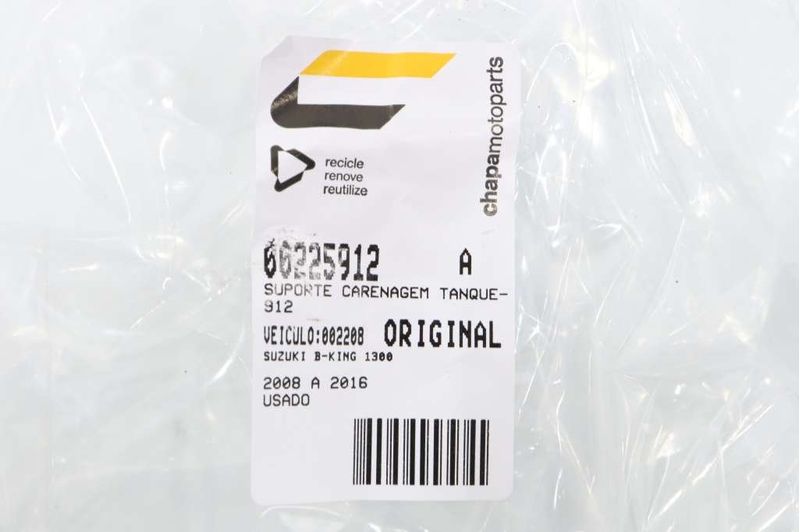 recicle
renove
reutilize
chapamotoparts
00225912 A
SUPORTE CARENAGEM TANQUE-
912
VEICULO:002208 ORIGINAL
SUZUKI B-KING 1300
2008 A 2016
USADO